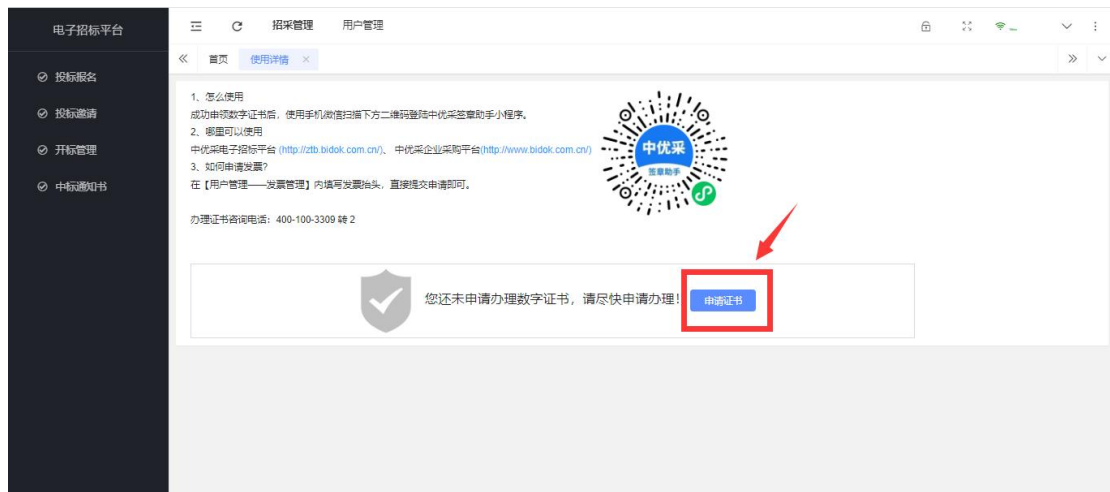 电子招标平台
招采管理
用户管理
首页
使用详情
投标报名
投标邀请
开标管理
中标通知书
1、怎么使用
成功申领数字证书后，使用手机微信扫描下方二维码登陆中优采签章助手小程序。
2、哪里可以使用
中优采电子招标平台 (http://ztb.bidok.com.cn/)、 中优采企业采购平台(http://www.bidok.com.cn/)
3、如何申请发票？
在【用户管理——发票管理】内填写发票抬头，直接提交申请即可。
办理证书咨询电话：400-100-3309 转 2
中优采
签章助手
您还未申请办理数字证书，请尽快申请办理！
申请证书